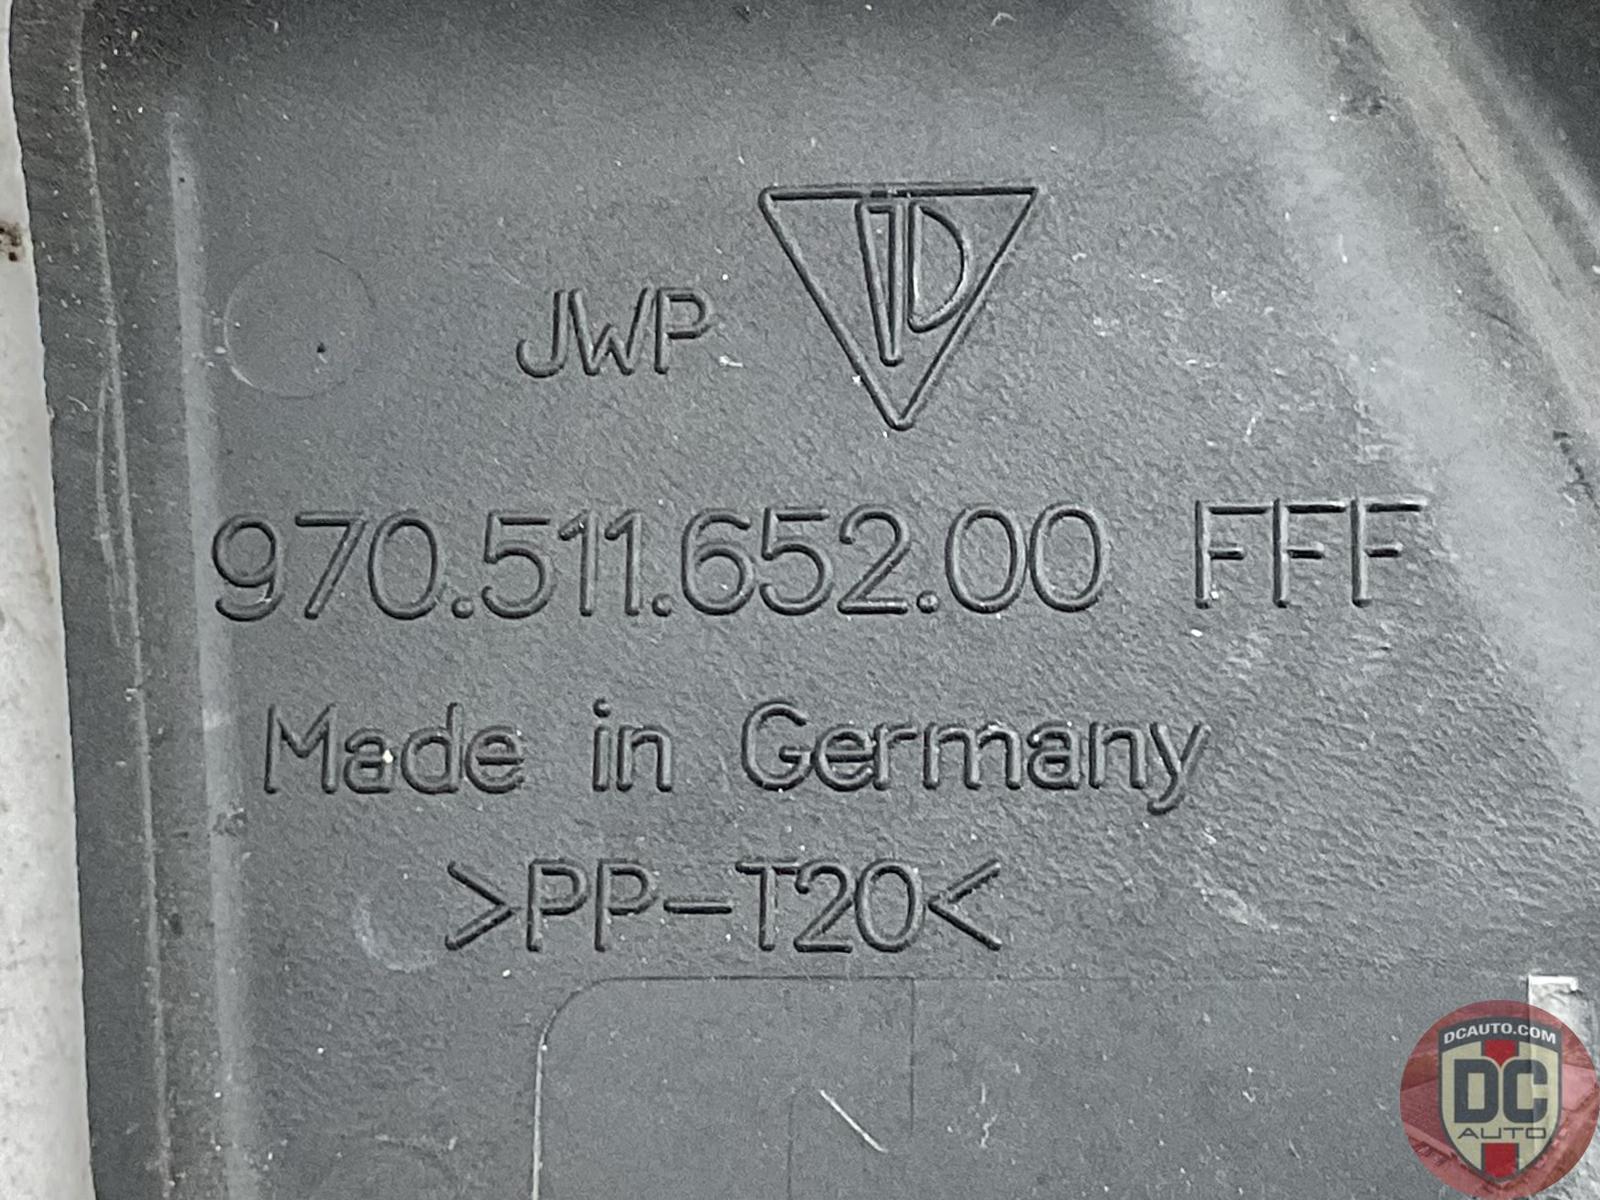 JWP
970.511.652.00 FFF
Made in Germany
>PP-T20<
DCAUTO.COM
DC
AUTO